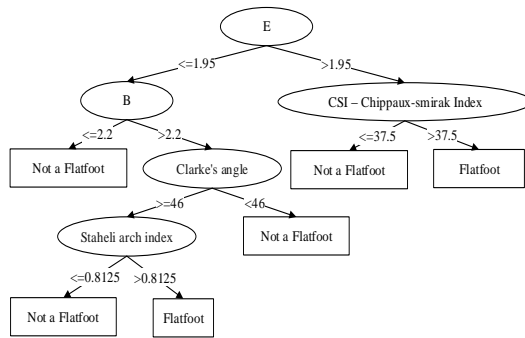 E
<=1.95
>1.95
B
CSI – Chippaux-smirak Index
<=2.2
>2.2
<=37.5
>37.5
Not a Flatfoot
Clarke's angle
Not a Flatfoot
Flatfoot
>=46
<46
Staheli arch index
Not a Flatfoot
<=0.8125
>0.8125
Not a Flatfoot
Flatfoot